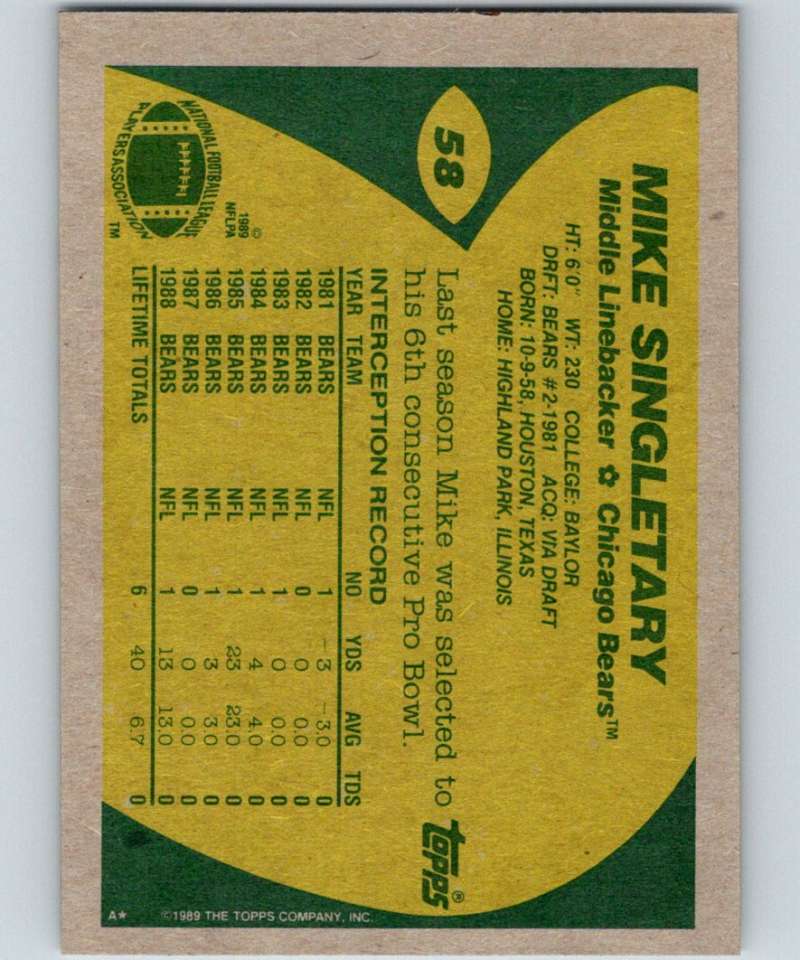 58
MIKE SINGLETARY
Middle Linebacker ✩ Chicago Bears™
HT: 6'0" WT: 230 COLLEGE: BAYLOR
DRFT: BEARS #2-1981 ACQ: VIA DRAFT
BORN: 10-9-58, HOUSTON, TEXAS
HOME: HIGHLAND PARK, ILLINOIS
Last season Mike was selected to
his 6th consecutive Pro Bowl.
INTERCEPTION RECORD
YEAR TEAM NO YDS AVG TDS
1981 BEARS NFL 1 -3 -3.0 0
1982 BEARS NFL 0 0 0.0 0
1983 BEARS NFL 1 0 0.0 0
1984 BEARS NFL 1 4 4.0 0
1985 BEARS NFL 1 23 23.0 0
1986 BEARS NFL 1 3 3.0 0
1987 BEARS NFL 0 0 0.0 0
1988 BEARS NFL 1 13 13.0 0
LIFETIME TOTALS 6 40 6.7 0
NATIONAL FOOTBALL LEAGUE
PLAYERS ASSOCIATION
TM
©
1989
NFLPA
topps®
A* ©1989 THE TOPPS COMPANY, INC.